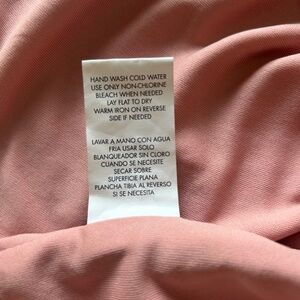 HAND WASH COLD WATER
USE ONLY NON-CHLORINE
BLEACH WHEN NEEDED
LAY FLAT TO DRY
WARM IRON ON REVERSE
SIDE IF NEEDED
LAVAR A MANO CON AGUA
FRIA USAR SOLO
BLANQUEADOR SIN CLORO
CUANDO SE NECESITE
SECAR SOBRE
SUPERFICIE PLANA
PLANCHA TIBIA AL REVERSO
SI SE NECESITA